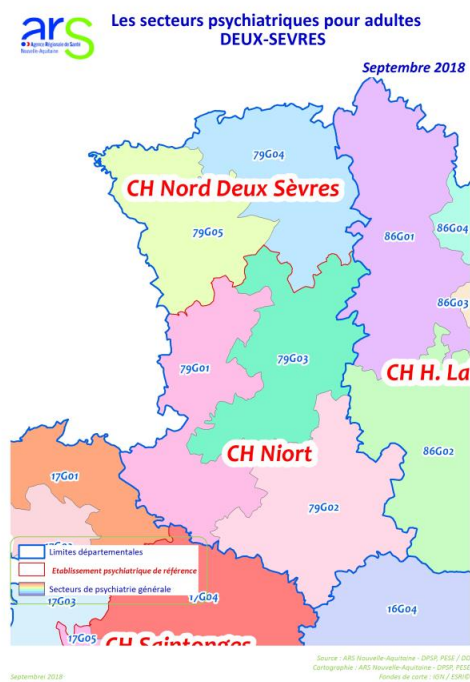 ars
Agence Régionale de Santé
Nouvelle-Aquitaine
Les secteurs psychiatriques pour adultes
DEUX-SEVRES
Septembre 2018
79G04
CH Nord Deux Sèvres
79G05
86G01
86G04
86G03
79G03
79G01
CH H. La
CH Niort
86G02
17G01
79G02
Limites départementales
Etablissement psychiatrique de référence
Secteurs de psychiatrie générale
17G03
17G04
16G04
17G05
CH Saintonges
Source : ARS Nouvelle-Aquitaine - DPSP, PESE / DO
Cartographie : ARS Nouvelle-Aquitaine - DPSP, PESE
Septembre 2018
Fondes de carte : IGN / ESRI©